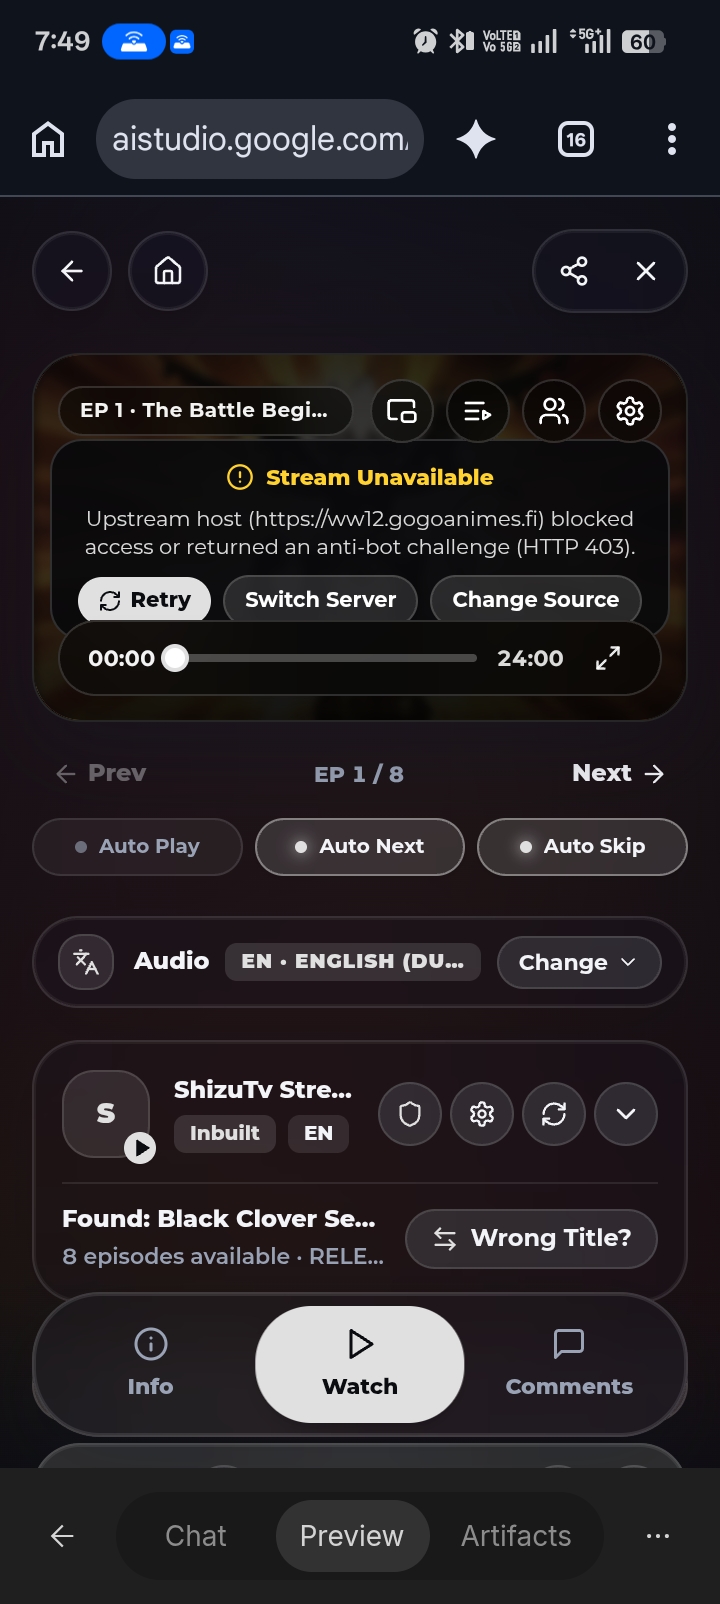 7:49
VoLTE
60
aistudio.google.com/
16
EP 1 · The Battle Begi...
Stream Unavailable
Upstream host (https://ww12.gogoanimes.fi) blocked
access or returned an anti-bot challenge (HTTP 403).
Retry
Switch Server
Change Source
00:00
24:00
Prev
EP 1 / 8
Next
Auto Play
Auto Next
Auto Skip
Audio
EN · ENGLISH (DU...
Change
S
ShizuTv Stre...
Inbuilt
EN
Found: Black Clover Se...
8 episodes available · RELE...
Wrong Title?
Info
Watch
Comments
Chat
Preview
Artifacts